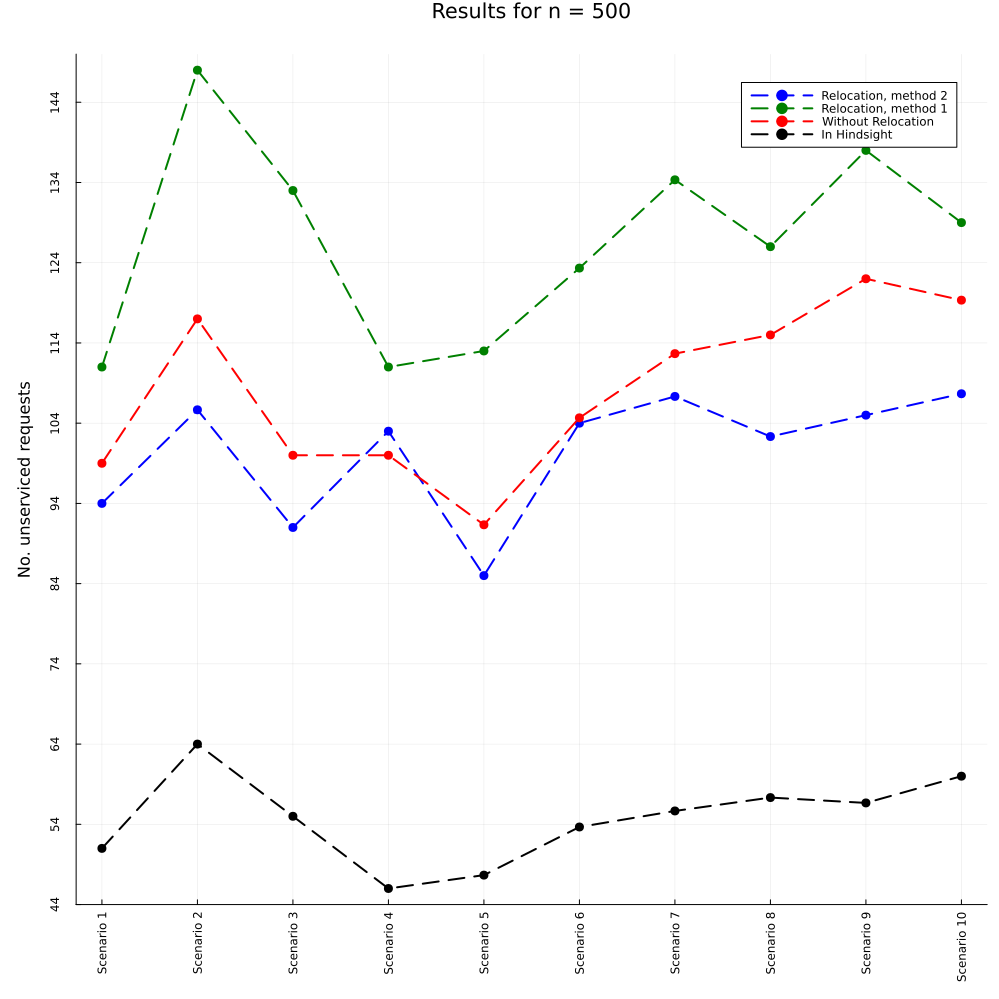 Results for n = 500
Relocation, method 2
Relocation, method 1
Without Relocation
In Hindsight
No. unserviced requests
144
134
124
114
104
94
84
74
64
54
44
Scenario 1
Scenario 2
Scenario 3
Scenario 4
Scenario 5
Scenario 6
Scenario 7
Scenario 8
Scenario 9
Scenario 10